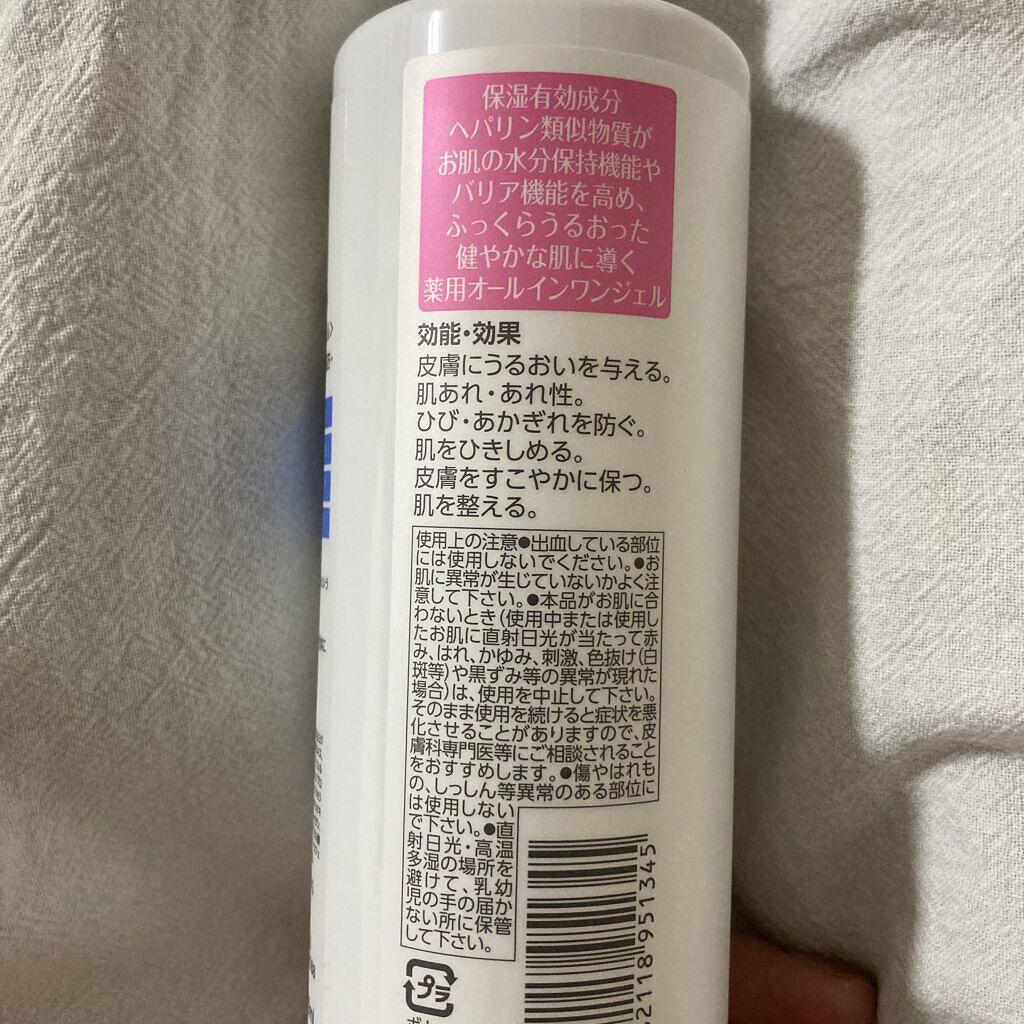 保湿有効成分
ヘパリン類似物質が
お肌の水分保持機能や
バリア機能を高め、
ふっくらうるおった
健やかな肌に導く
薬用オールインワンジェル
効能・効果
皮膚にうるおいを与える。
肌あれ・あれ性。
ひび・あかぎれを防ぐ。
肌をひきしめる。
皮膚をすこやかに保つ。
肌を整える。
使用上の注意●出血している部位
には使用しないでください。●お
肌に異常が生じていないかよく注
意して下さい。●本品がお肌に合
わないとき(使用中または使用し
たお肌に直射日光が当たって赤
み、はれ、かゆみ、刺激、色抜け(白
斑等)や黒ずみ等の異常が現れた
場合)は、使用を中止して下さい。
そのまま使用を続けると症状を悪
化させることがありますので、皮
膚科専門医等にご相談されること
をおすすめします。●傷やはれも
の、しっしん等異常のある部位に
は使用しない
で下さい。●直
射日光・高温
多湿の場所を
避けて、乳幼
児の手の届か
ない所に保管
して下さい。
プラ
2118 951345